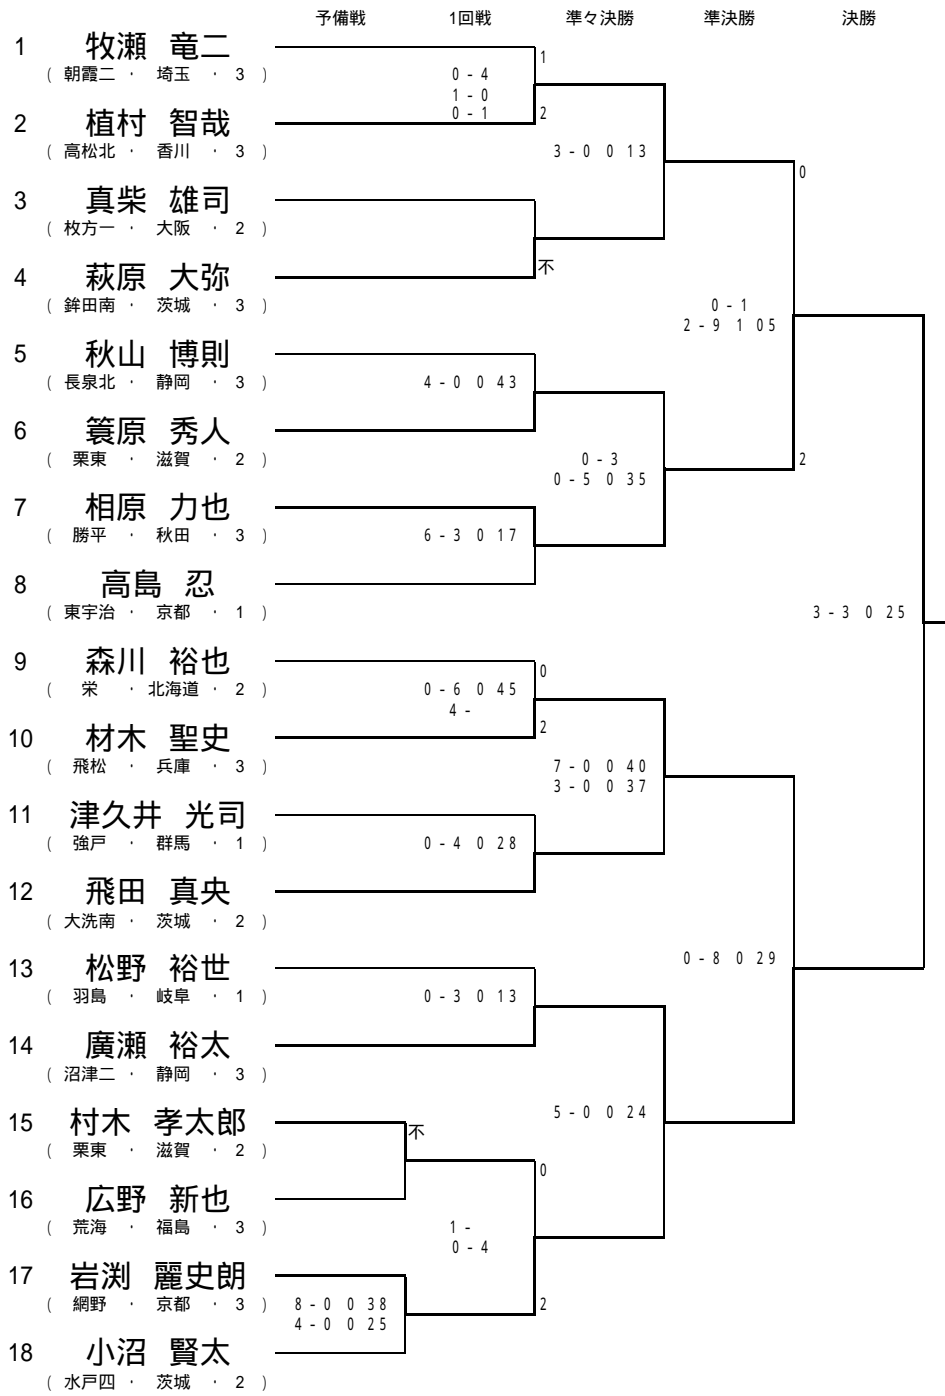 予備戦 1回戦 準々決勝 準決勝 決勝
1 牧瀬 竜二
( 朝霞二 ・ 埼玉 ・ 3 )
1
0 - 4
1 - 0
0 - 1
2 植村 智哉
2
( 高松北 ・ 香川 ・ 3 )
3 - 0 0 13
0
3 真柴 雄司
( 枚方一 ・ 大阪 ・ 2 )
4 萩原 大弥
不
( 鉾田南 ・ 茨城 ・ 3 )
0 - 1
2 - 9 1 05
5 秋山 博則
( 長泉北 ・ 静岡 ・ 3 )
4 - 0 0 43
6 簑原 秀人
( 栗東 ・ 滋賀 ・ 2 )
0 - 3
0 - 5 0 35
2
7 相原 力也
( 勝平 ・ 秋田 ・ 3 )
6 - 3 0 17
8 高島 忍
( 東宇治 ・ 京都 ・ 1 )
3 - 3 0 25
9 森川 裕也
0
( 栄 ・ 北海道 ・ 2 )
0 - 6 0 45
4 -
10 材木 聖史
2
( 飛松 ・ 兵庫 ・ 3 )
7 - 0 0 40
3 - 0 0 37
11 津久井 光司
( 強戸 ・ 群馬 ・ 1 )
0 - 4 0 28
12 飛田 真央
( 大洗南 ・ 茨城 ・ 2 )
0 - 8 0 29
13 松野 裕世
( 羽島 ・ 岐阜 ・ 1 )
0 - 3 0 13
14 廣瀬 裕太
( 沼津二 ・ 静岡 ・ 3 )
5 - 0 0 24
15 村木 孝太郎
不
( 栗東 ・ 滋賀 ・ 2 )
0
16 広野 新也
( 荒海 ・ 福島 ・ 3 )
1 -
0 - 4
17 岩渕 麗史朗
( 網野 ・ 京都 ・ 3 )
8 - 0 0 38
4 - 0 0 25
2
18 小沼 賢太
( 水戸四 ・ 茨城 ・ 2 )